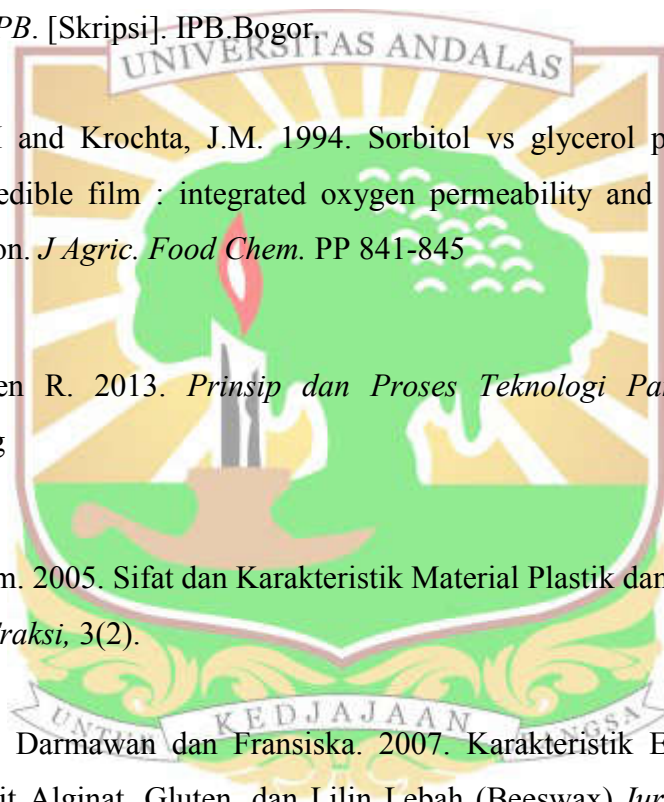 PB. [Skripsi]. IPB.Bogor.
UNIVERSITAS ANDALAS
and Krochta, J.M. 1994. Sorbitol vs glycerol p
edible film : integrated oxygen permeability and
on. J Agric. Food Chem. PP 841-845
en R. 2013. Prinsip dan Proses Teknologi Pa
g
m. 2005. Sifat dan Karakteristik Material Plastik dan
raksi, 3(2).
UNTUK KEDJAJAAN BANGSA
Darmawan dan Fransiska. 2007. Karakteristik E
it Alginat, Gluten, dan Lilin Lebah (Beeswax) Jur